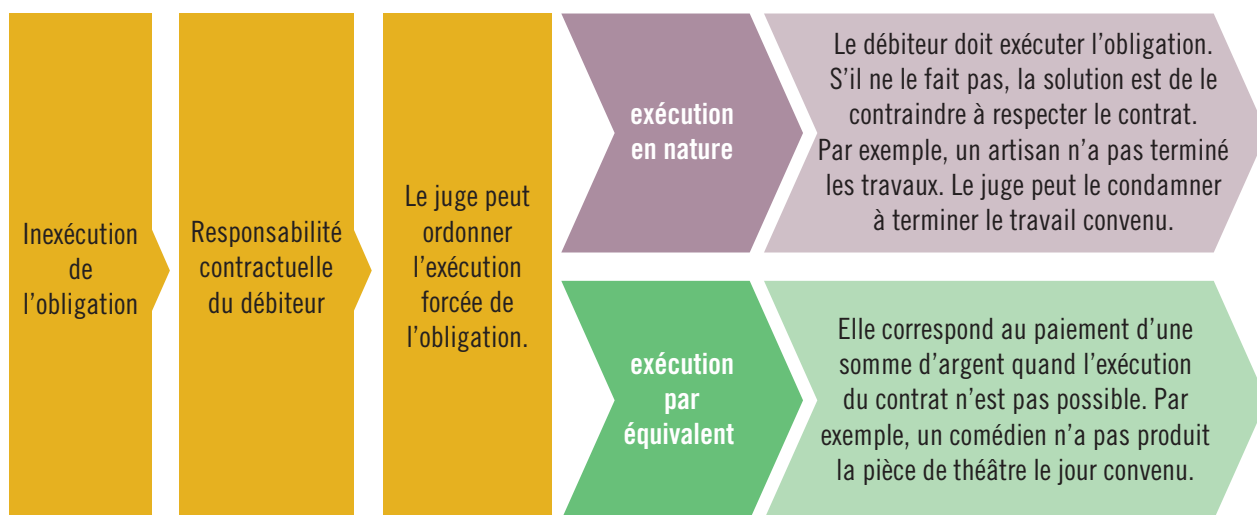 Inexécution
de
l'obligation
Responsabilité
contractuelle
du débiteur
Le juge peut
ordonner
l'exécution
forcée de
l'obligation.
exécution
en nature
Le débiteur doit exécuter l'obligation.
S'il ne le fait pas, la solution est de le
contraindre à respecter le contrat.
Par exemple, un artisan n'a pas terminé
les travaux. Le juge peut le condamner
à terminer le travail convenu.
exécution
par
équivalent
Elle correspond au paiement d'une
somme d'argent quand l'exécution
du contrat n'est pas possible. Par
exemple, un comédien n'a pas produit
la pièce de théâtre le jour convenu.